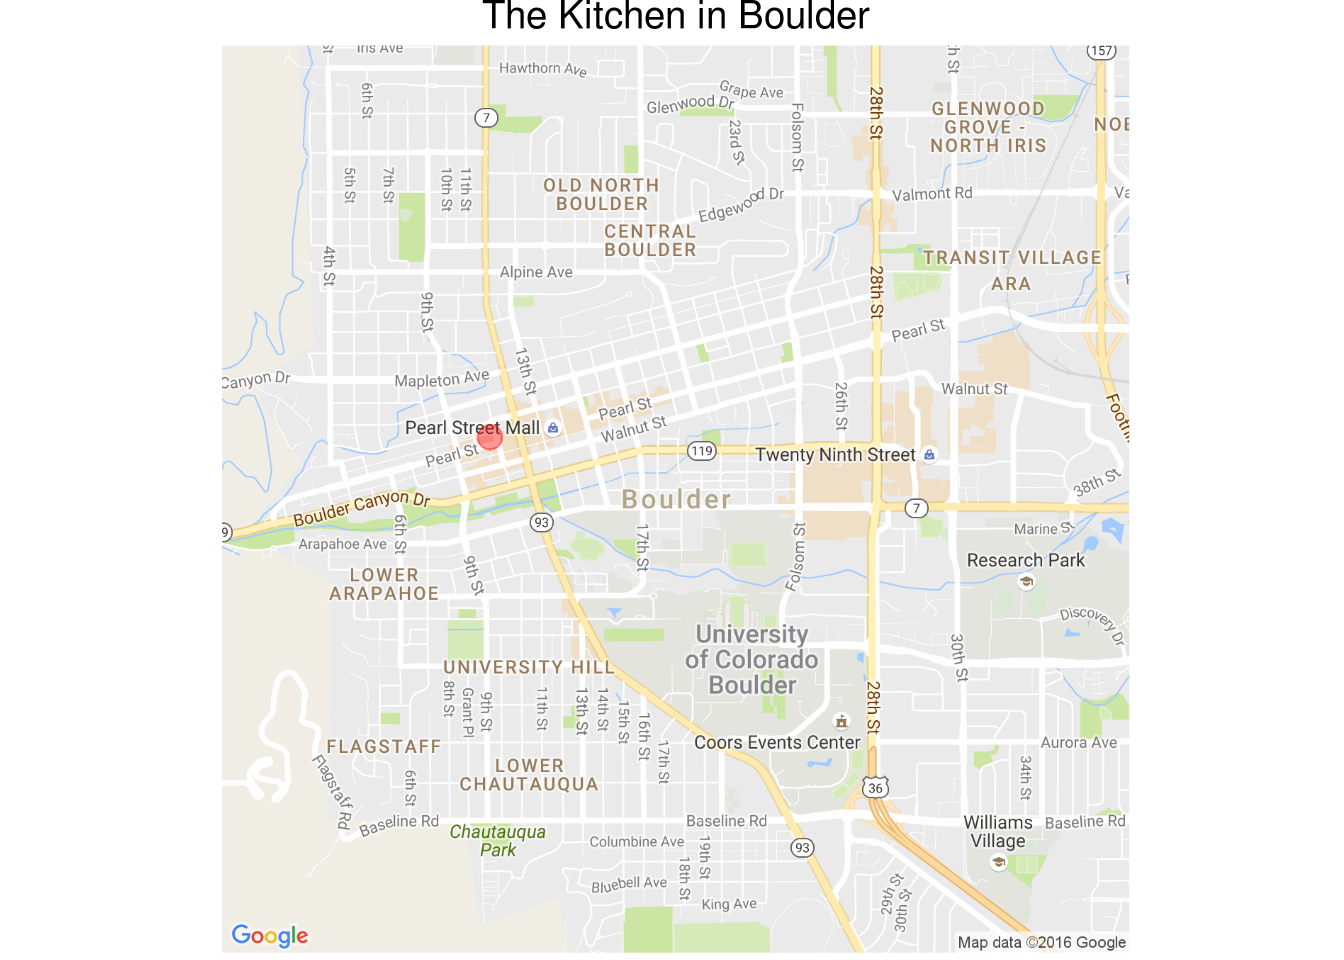 The Kitchen in Boulder
Iris Ave
157
Hawthorn Ave
Grape Ave
Glenwood Dr
6th St
28th St
7
Folsom St
23rd St
GLENWOOD
GROVE -
NORTH IRIS
5th St
7th St
10th St
11th St
OLD NORTH
BOULDER
Edgewood Dr
Valmont Rd
CENTRAL
BOULDER
4th St
Alpine Ave
TRANSIT VILLAGE
ARA
28th St
9th St
Pearl St
13th St
Canyon Dr
Mapleton Ave
26th St
Walnut St
Pearl St
Walnut St
Pearl Street Mall
Pearl St
119
Twenty Ninth Street
38th St
Boulder Canyon Dr
Boulder
7
93
6th St
Arapahoe Ave
17th St
Folsom St
Marine St
Research Park
9th St
LOWER
ARAPAHOE
Discovery Dr
University
of Colorado
Boulder
30th St
UNIVERSITY HILL
8th St
Grant Pl
9th St
11th St
13th St
14th St
15th St
16th St
17th St
28th St
Coors Events Center
Aurora Ave
FLAGSTAFF
Flagstaff Rd
6th St
LOWER
CHAUTAUQUA
34th St
36
Baseline Rd
Chautauqua
Park
Baseline Rd
Williams
Village
Baseline Rd
Columbine Ave
19th St
18th St
93
Bluebell Ave
King Ave
29th St
30th St
Google
Map data ©2016 Google